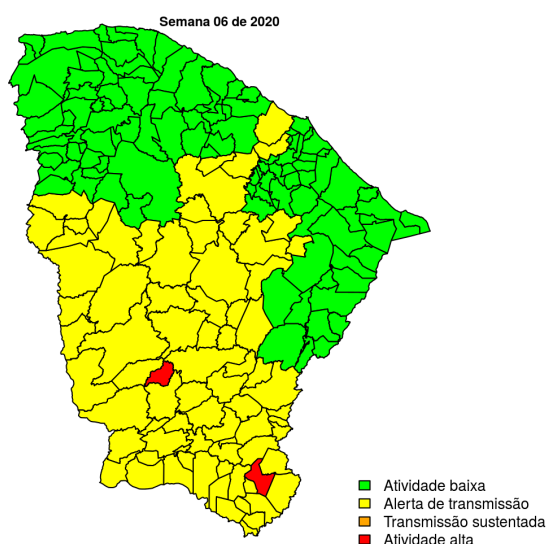 Semana 06 de 2020
Atividade baixa
Alerta de transmissão
Transmissão sustentada
Atividade alta